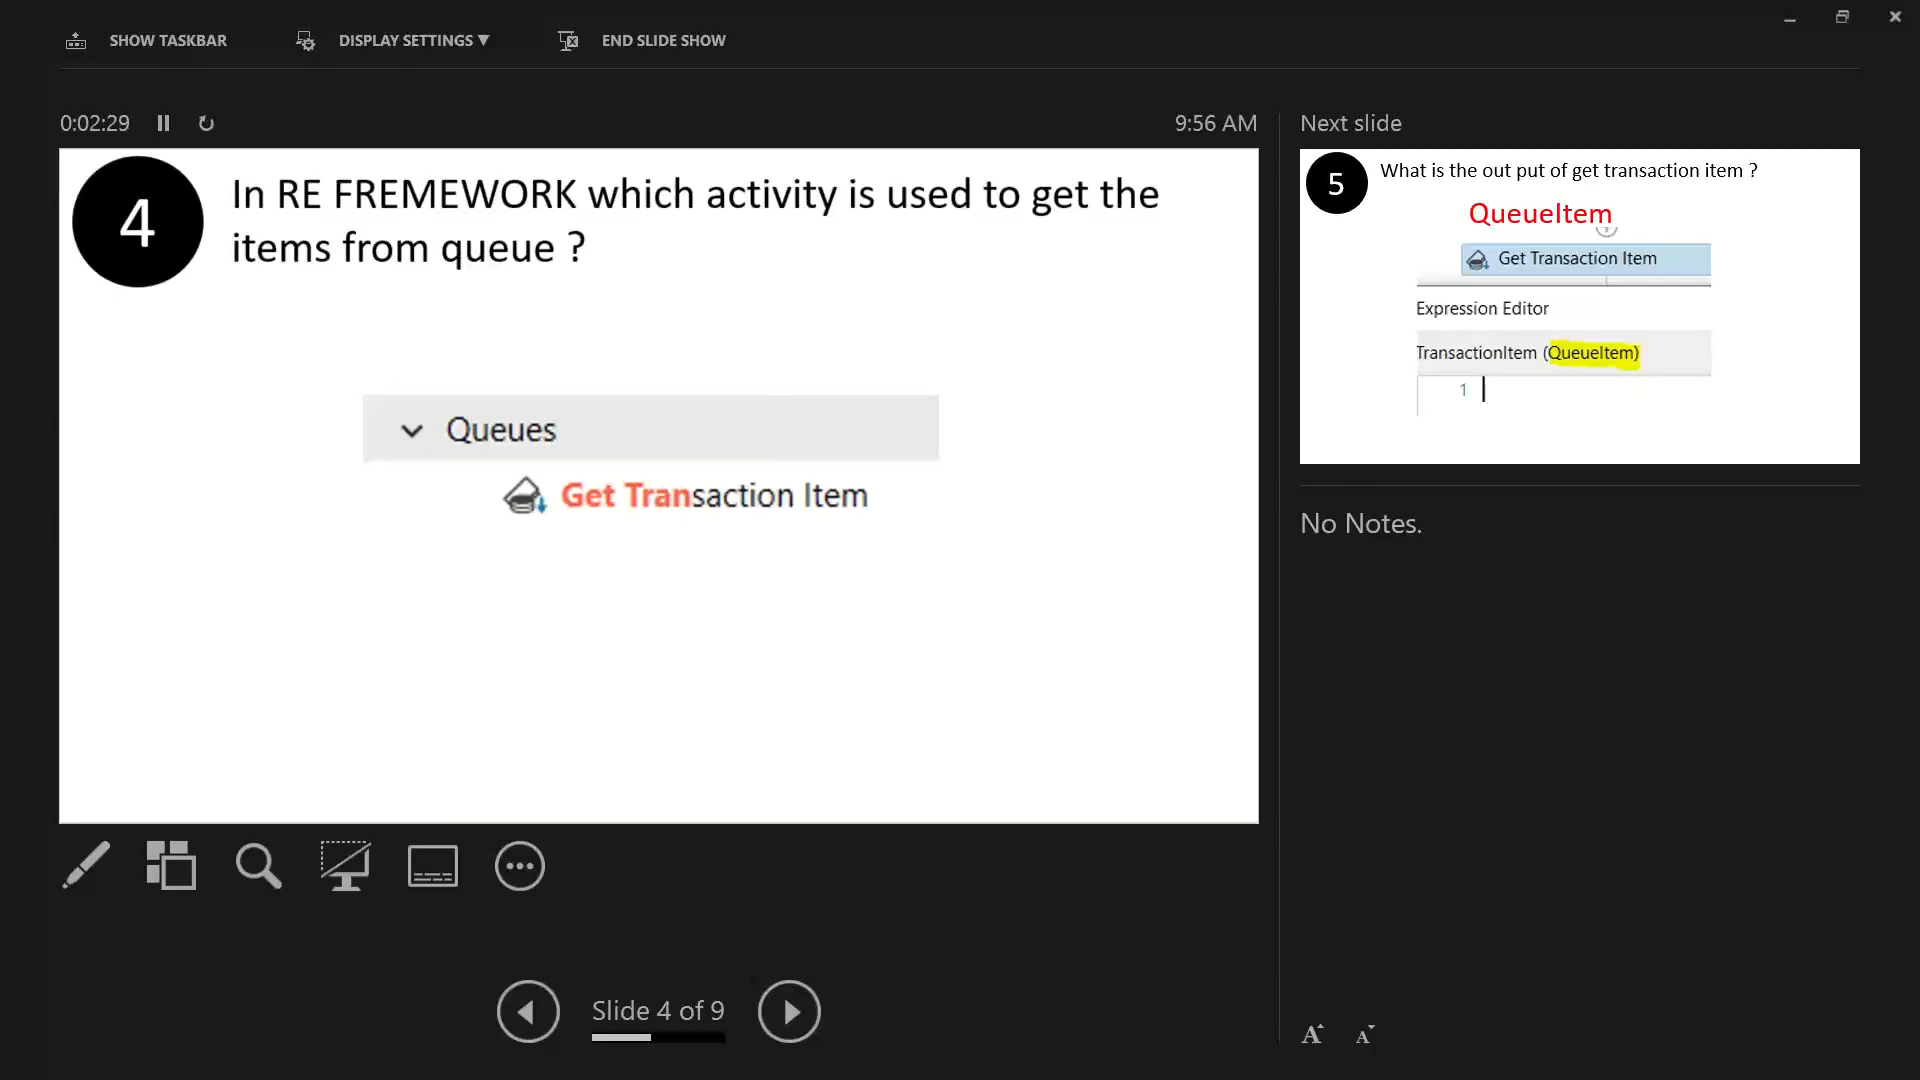 SHOW TASKBAR
DISPLAY SETTINGS ▼
END SLIDE SHOW
0:02:29
9:56 AM
Next slide
4
In RE FREMEWORK which activity is used to get the
items from queue ?
Queues
Get Transaction Item
5
What is the out put of get transaction item ?
QueueItem
Get Transaction Item
Expression Editor
TransactionItem (QueueItem)
1
No Notes.
Slide 4 of 9
A A